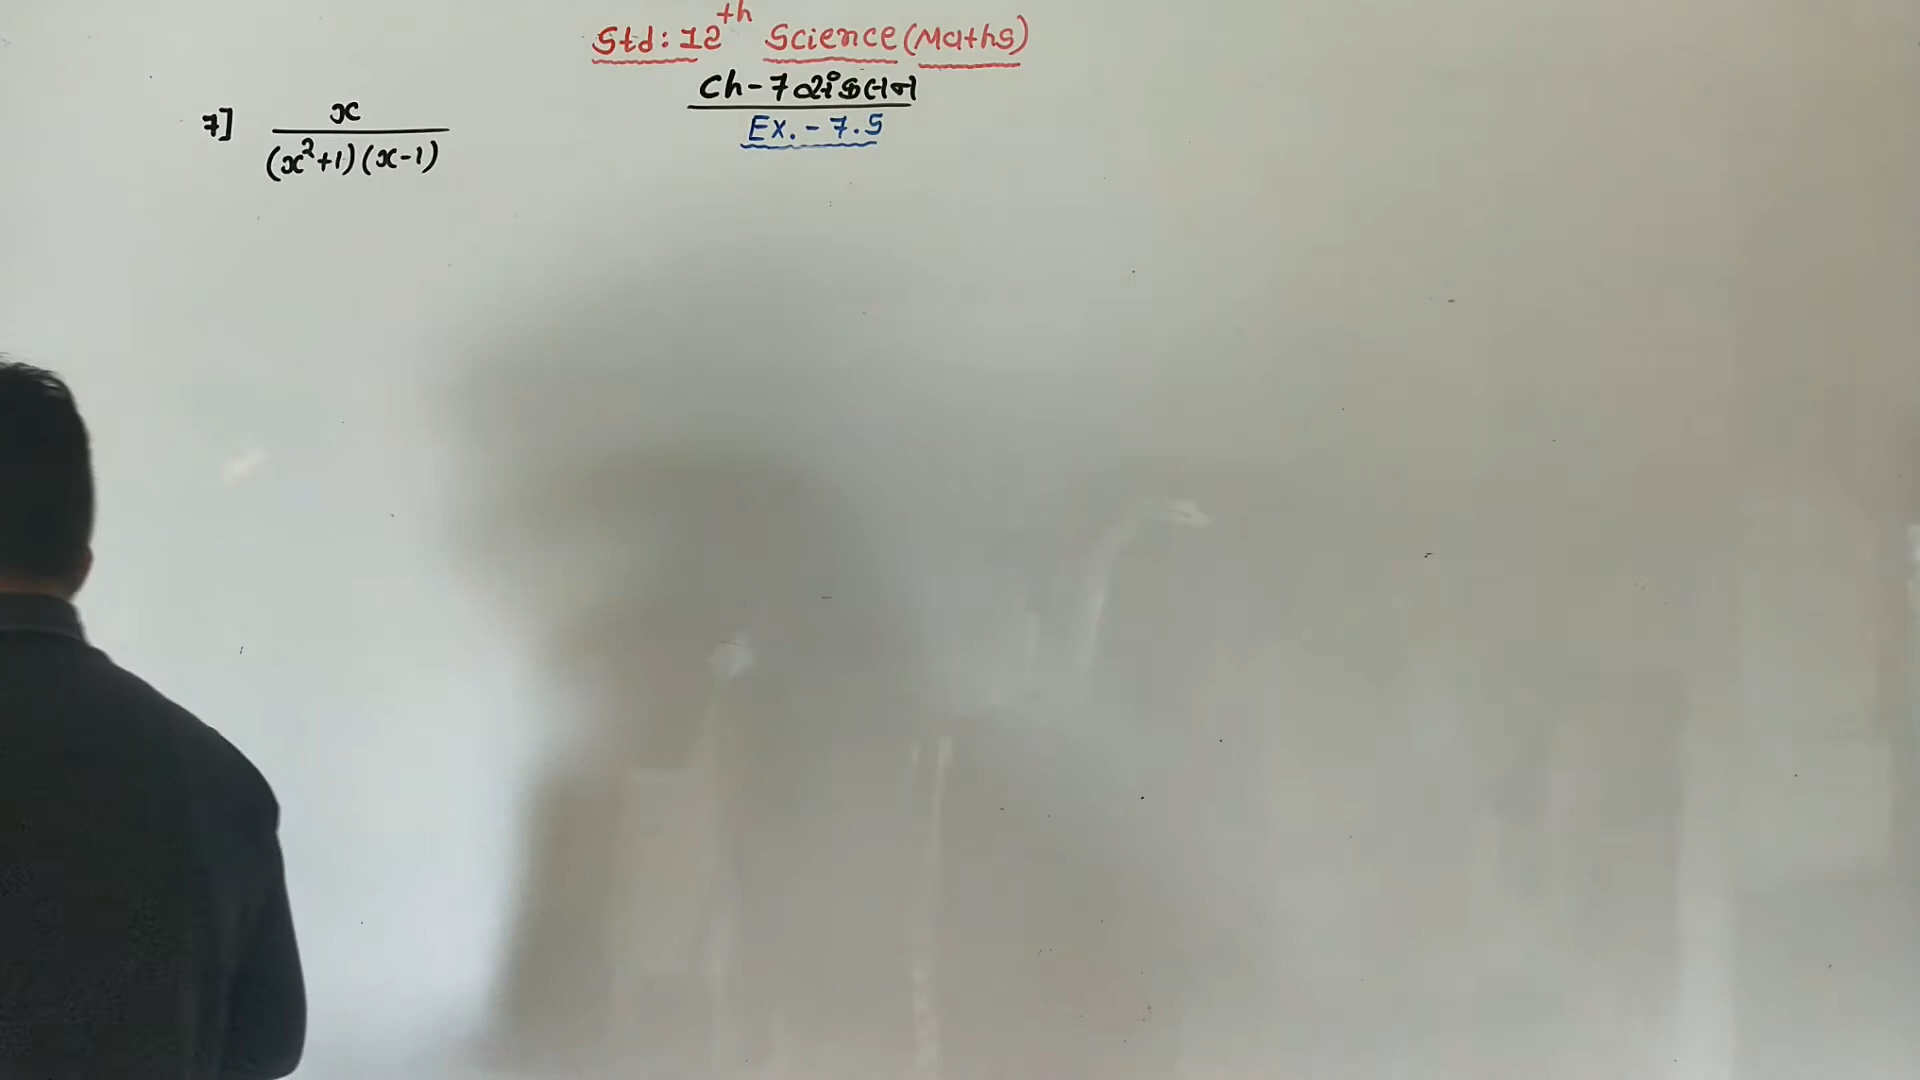 Std: 12th Science (Maths)
Ch-7 સંકલન
Ex.- 7.5
7] x / (x²+1)(x-1)